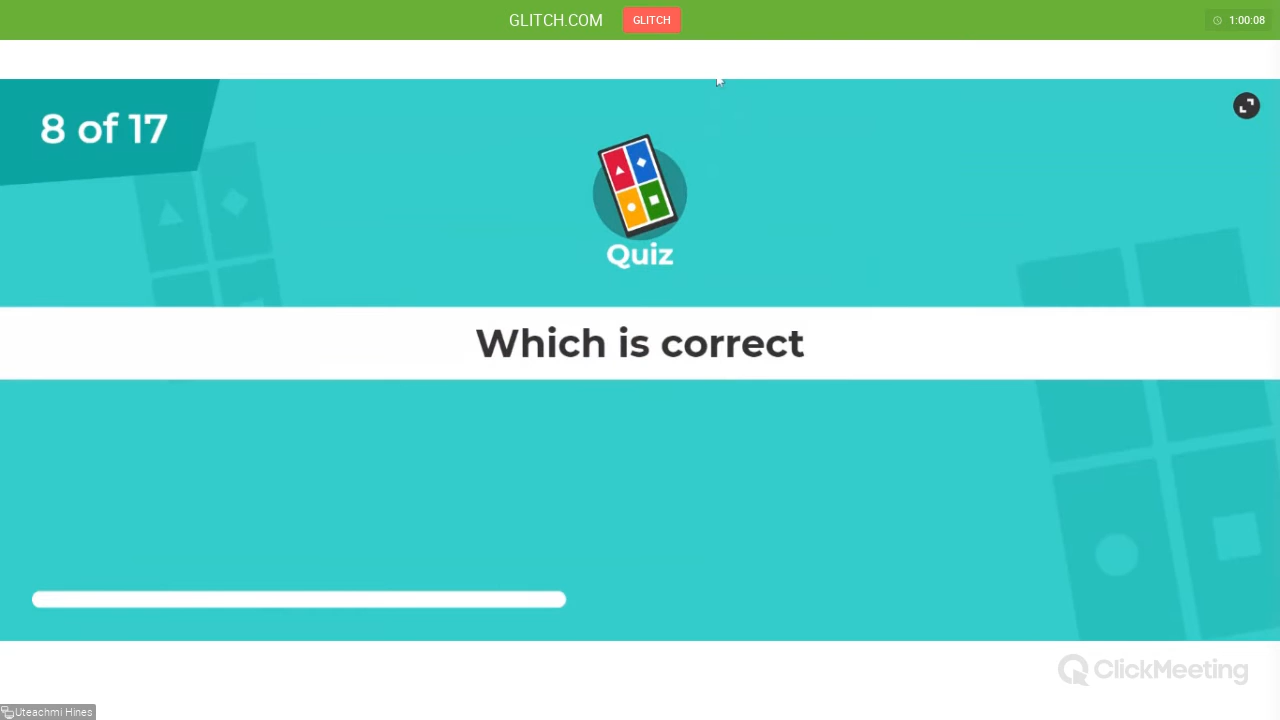 GLITCH.COM GLITCH 1:00:08
8 of 17
Quiz
Which is correct
ClickMeeting
Uteachmi Hines